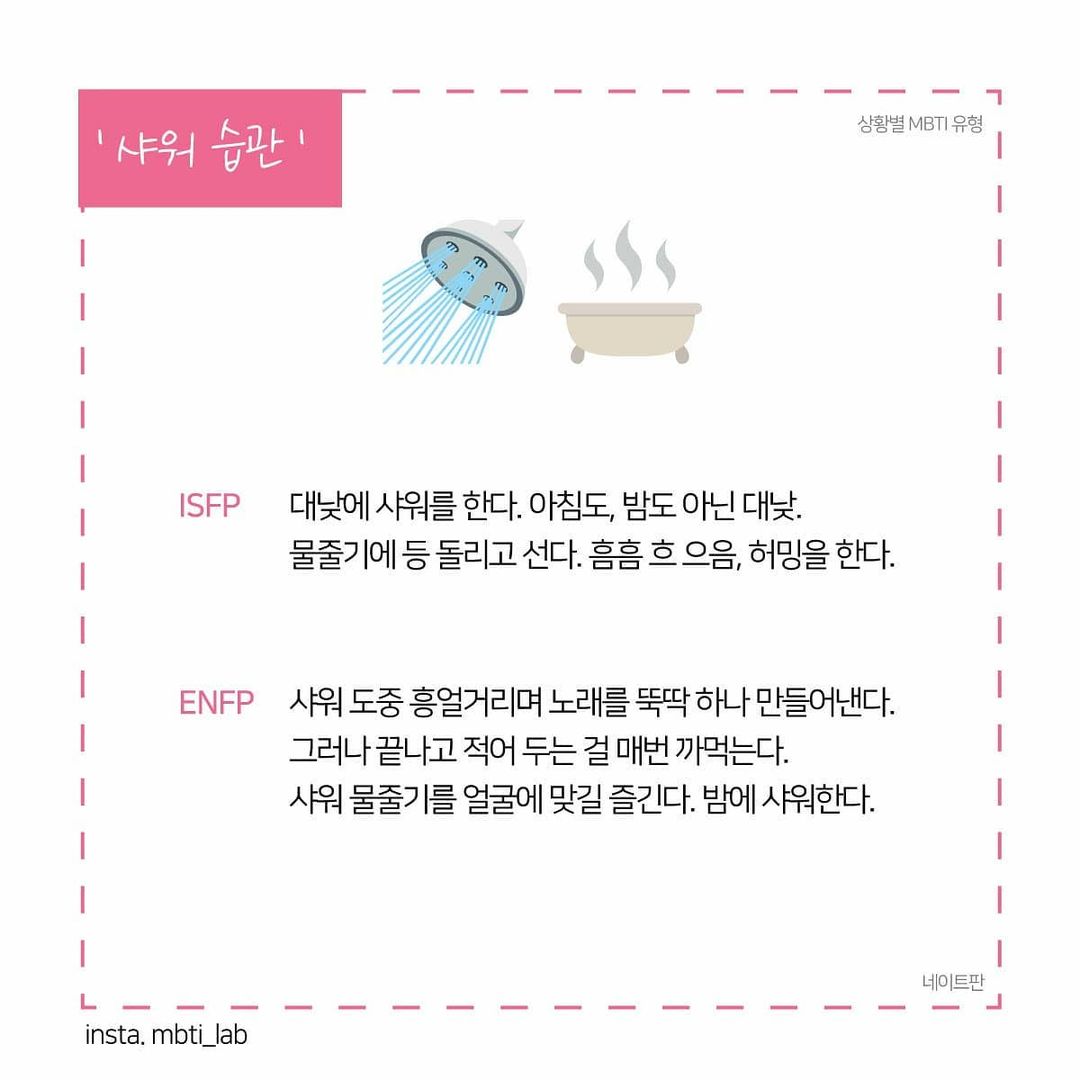 '샤워 습관'
상황별 MBTI 유형
ISFP 대낮에 샤워를 한다. 아침도, 밤도 아닌 대낮.
물줄기에 등 돌리고 선다. 흠흠 흐 으음, 허밍을 한다.
ENFP 샤워 도중 흥얼거리며 노래를 뚝딱 하나 만들어낸다.
그러나 끝나고 적어 두는 걸 매번 까먹는다.
샤워 물줄기를 얼굴에 맞길 즐긴다. 밤에 샤워한다.
네이트판
insta. mbti_lab